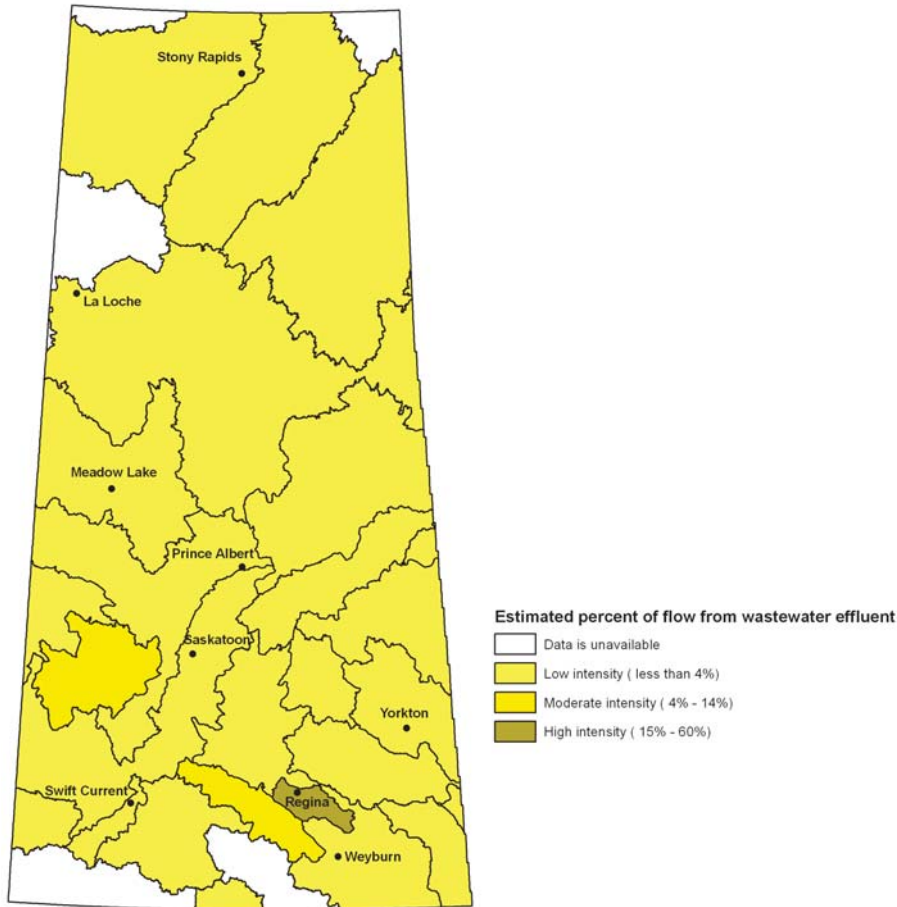 Stony Rapids
La Loche
Meadow Lake
Prince Albert
Saskatoon
Yorkton
Swift Current
Regina
Weyburn
Estimated percent of flow from wastewater effluent
Data is unavailable
Low intensity ( less than 4%)
Moderate intensity ( 4% - 14%)
High intensity ( 15% - 60%)